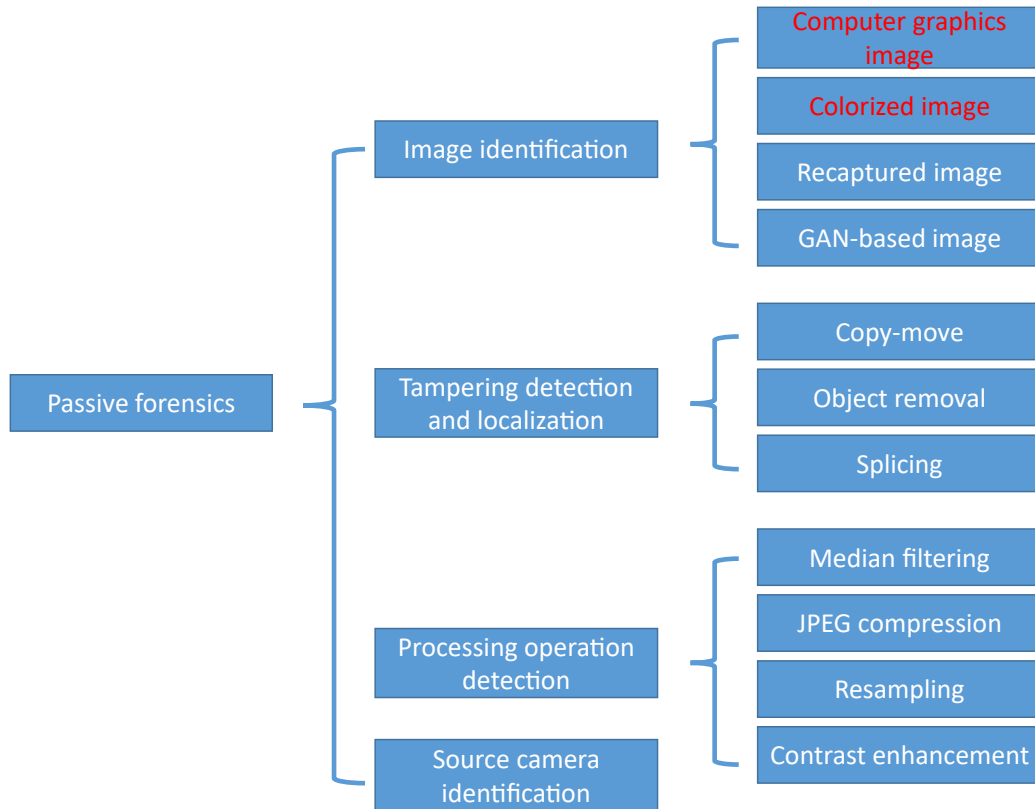 Computer graphics
image
Colorized image
Image identification
Recaptured image
GAN-based image
Copy-move
Passive forensics
Tampering detection
and localization
Object removal
Splicing
Median filtering
JPEG compression
Processing operation
detection
Resampling
Contrast enhancement
Source camera
identification